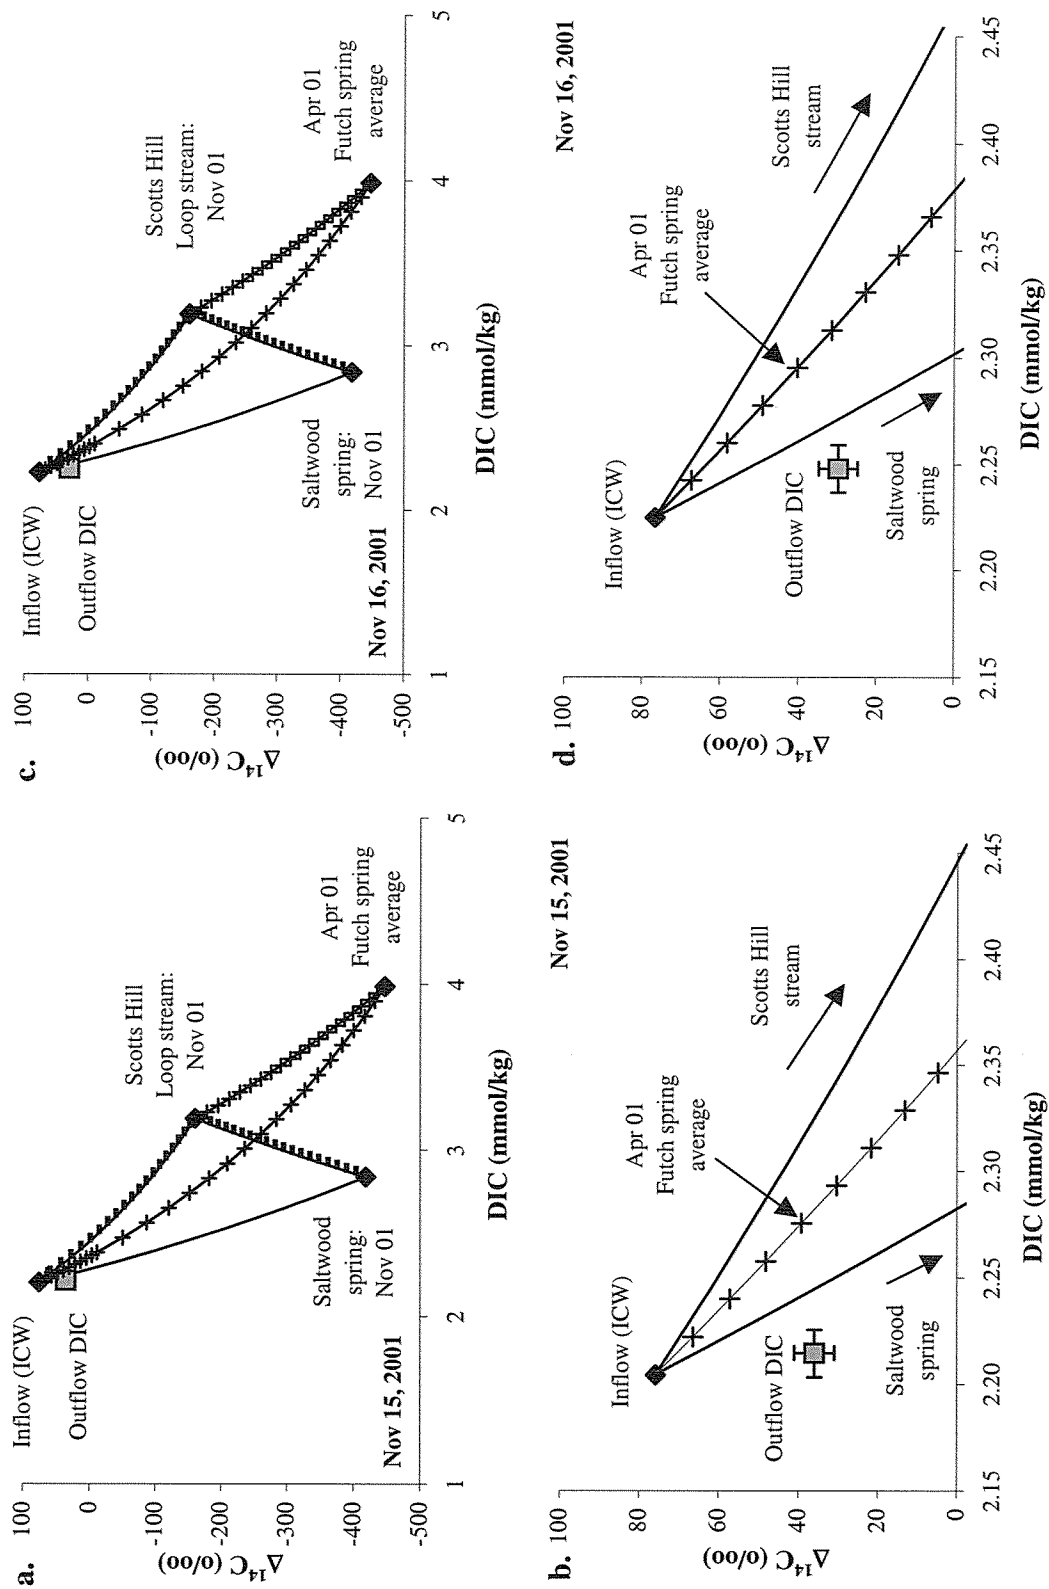 a.
Δ14C (o/oo)
100
0
-100
-200
-300
-400
-500
Inflow (ICW)
Outflow DIC
Scotts Hill
Loop stream:
Nov 01
Apr 01
Futch spring
average
Saltwood
spring:
Nov 01
Nov 15, 2001
1
2
3
4
5
DIC (mmol/kg)
c.
Δ14C (o/oo)
100
0
-100
-200
-300
-400
-500
Inflow (ICW)
Outflow DIC
Scotts Hill
Loop stream:
Nov 01
Apr 01
Futch spring
average
Saltwood
spring:
Nov 01
Nov 16, 2001
1
2
3
4
5
DIC (mmol/kg)
b.
Δ14C (o/oo)
100
80
60
40
20
0
Nov 15, 2001
Inflow (ICW)
Apr 01
Futch spring
average
Scotts Hill
stream
Outflow DIC
Saltwood
spring
2.15
2.20
2.25
2.30
2.35
2.40
2.45
DIC (mmol/kg)
d.
Δ14C (o/oo)
100
80
60
40
20
0
Nov 16, 2001
Inflow (ICW)
Apr 01
Futch spring
average
Scotts Hill
stream
Outflow DIC
Saltwood
spring
2.15
2.20
2.25
2.30
2.35
2.40
2.45
DIC (mmol/kg)